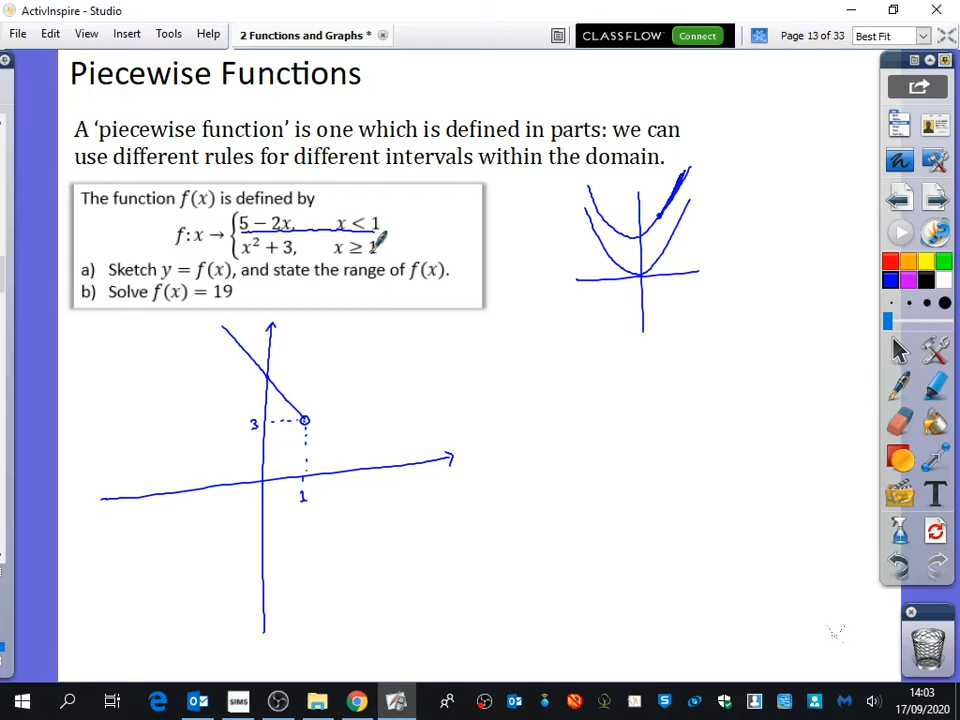 ActivInspire - Studio
File Edit View Insert Tools Help 2 Functions and Graphs * CLASSFLOW Connect Page 13 of 33 Best Fit
Piecewise Functions
A ‘piecewise function’ is one which is defined in parts: we can
use different rules for different intervals within the domain.
The function f(x) is defined by
f: x → { 5 − 2x, x < 1
x² + 3, x ≥ 1
a) Sketch y = f(x), and state the range of f(x).
b) Solve f(x) = 19
3
1
SIMS
14:03
17/09/2020